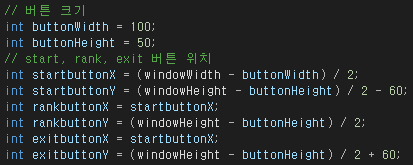 // 버튼 크기
int buttonWidth = 100;
int buttonHeight = 50;
// start, rank, exit 버튼 위치
int startbuttonX = (windowWidth - buttonWidth) / 2;
int startbuttonY = (windowHeight - buttonHeight) / 2 - 60;
int rankbuttonX = startbuttonX;
int rankbuttonY = (windowHeight - buttonHeight) / 2;
int exitbuttonX = startbuttonX;
int exitbuttonY = (windowHeight - buttonHeight) / 2 + 60;